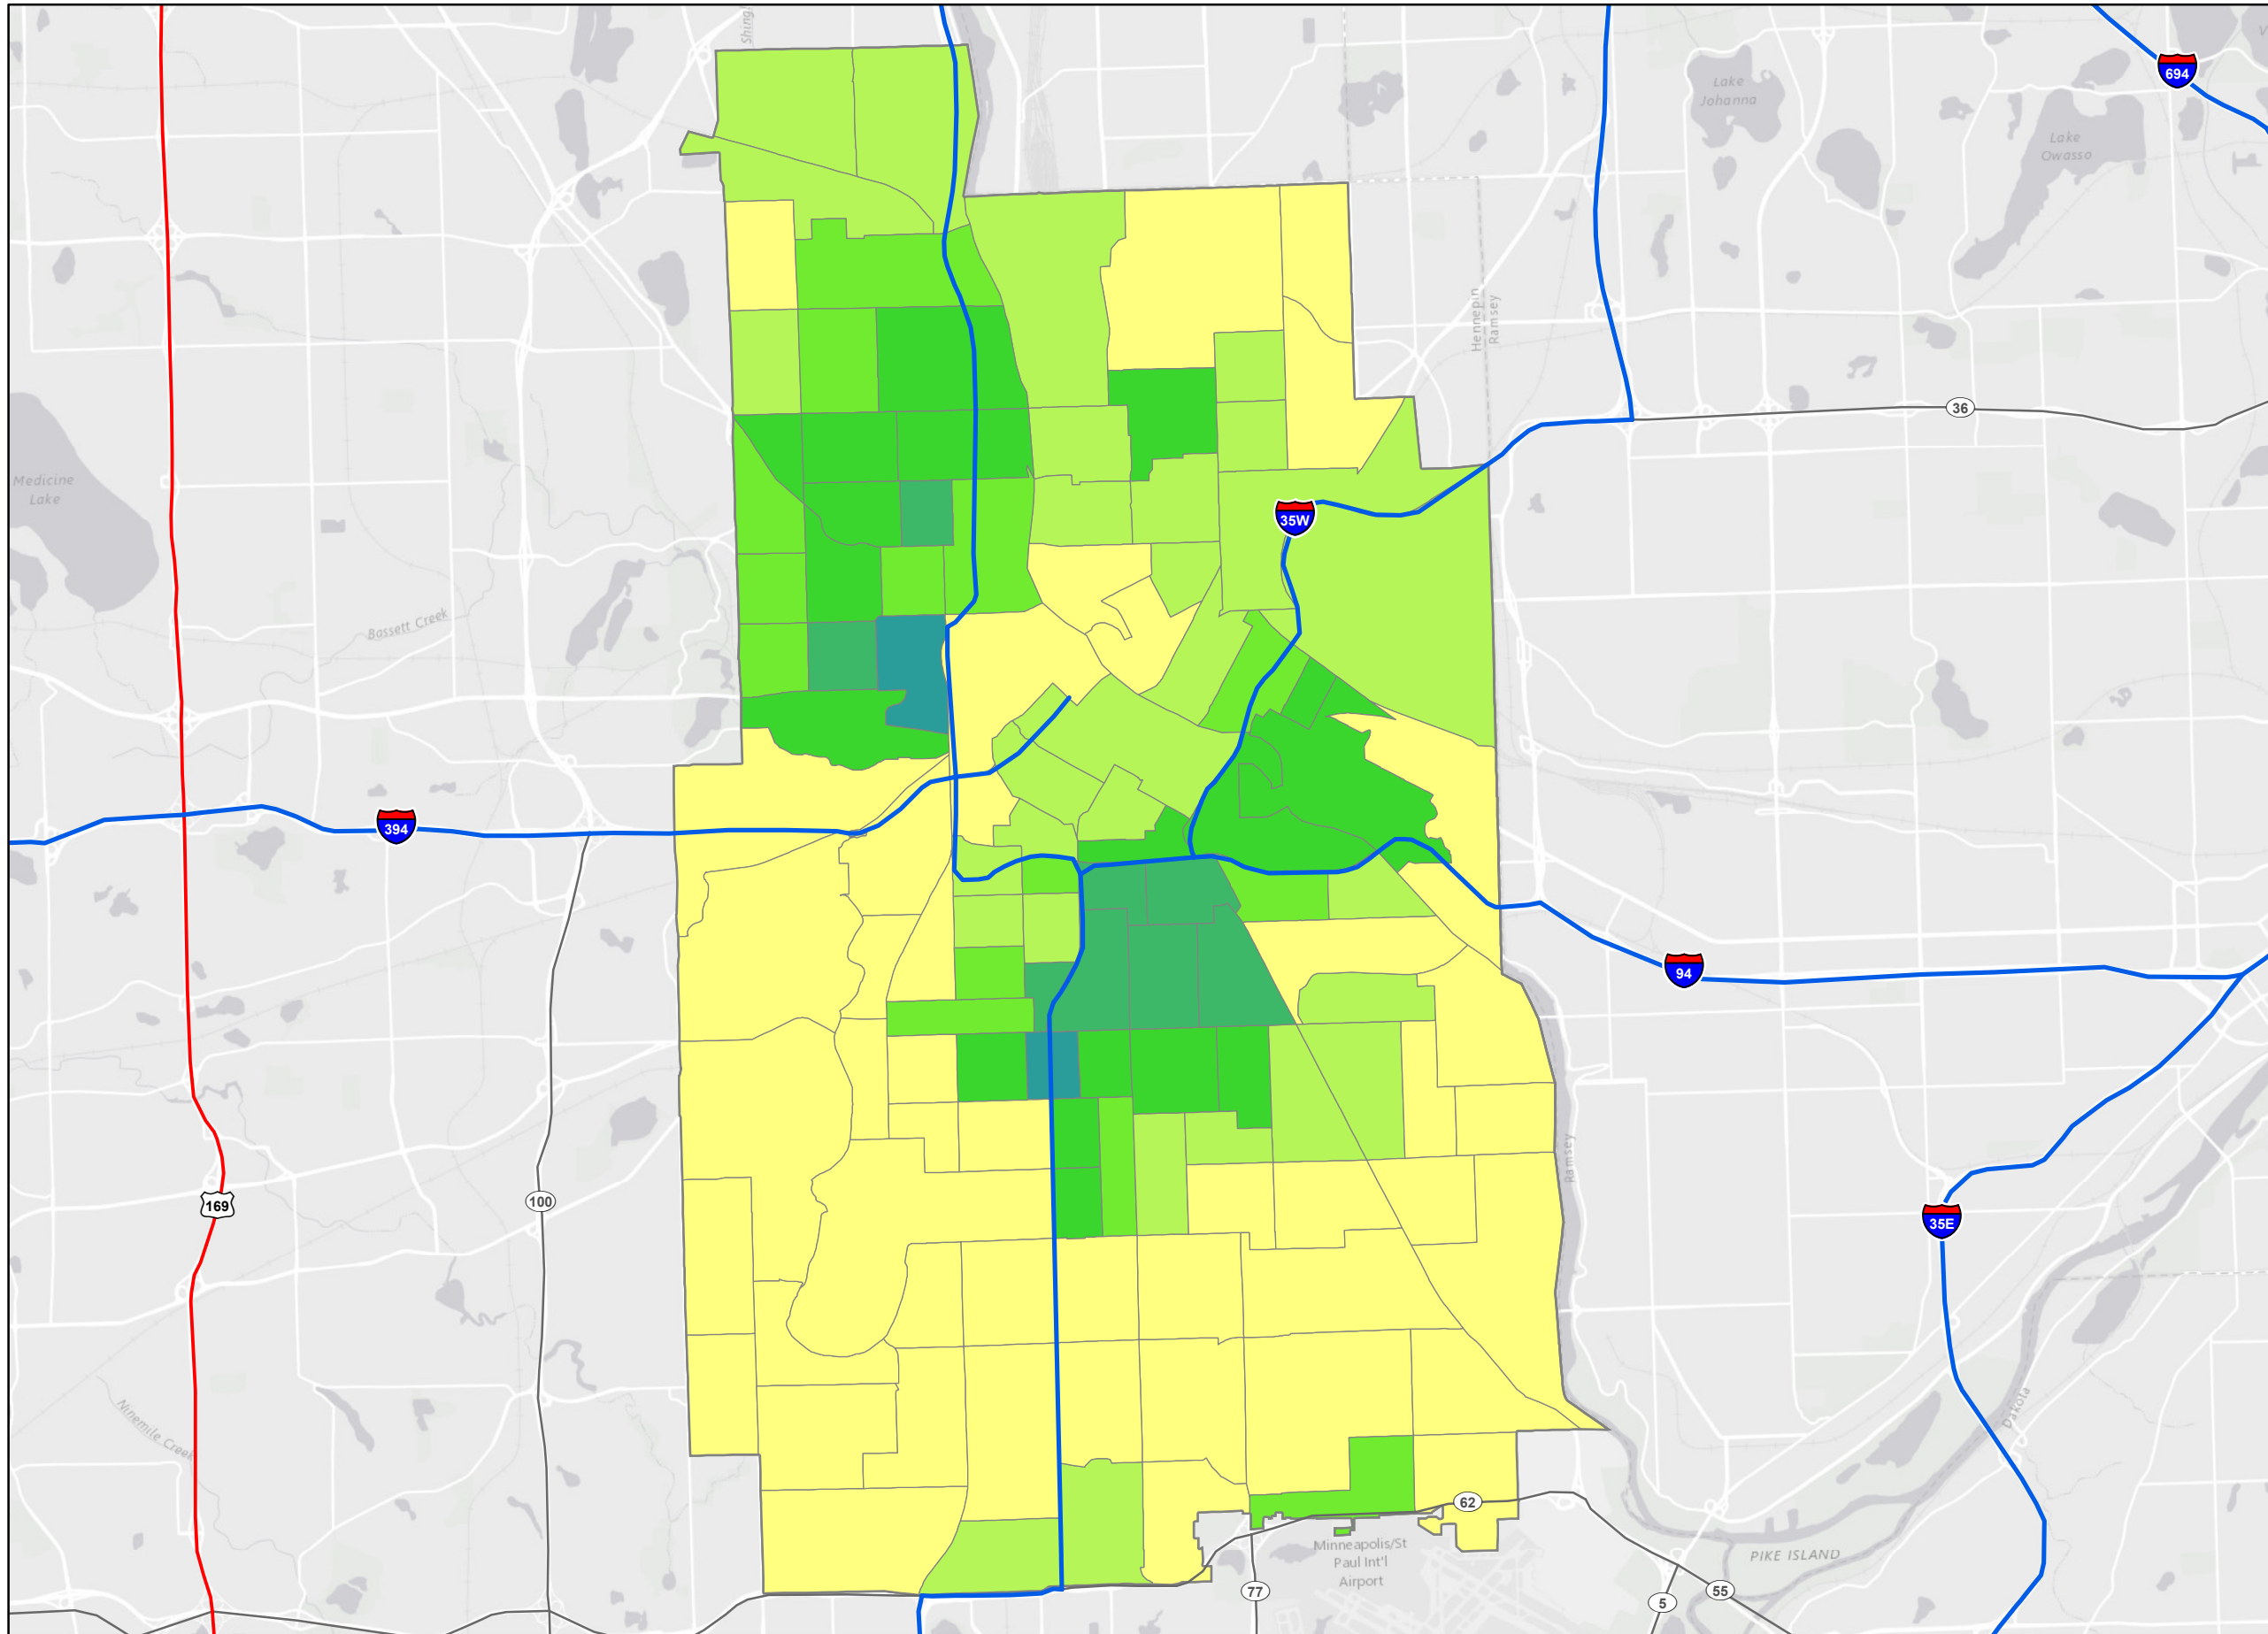 Shingl
694
Lake
Johanna
Lake
Owasso
Hennepin
Ramsey
36
Medicine
Lake
35W
Bassett Creek
394
94
Ramsey
169
100
35E
Ninemile Creek
Dakota
62
Minneapolis/St
Paul Int'l
Airport
PIKE ISLAND
77
5
55